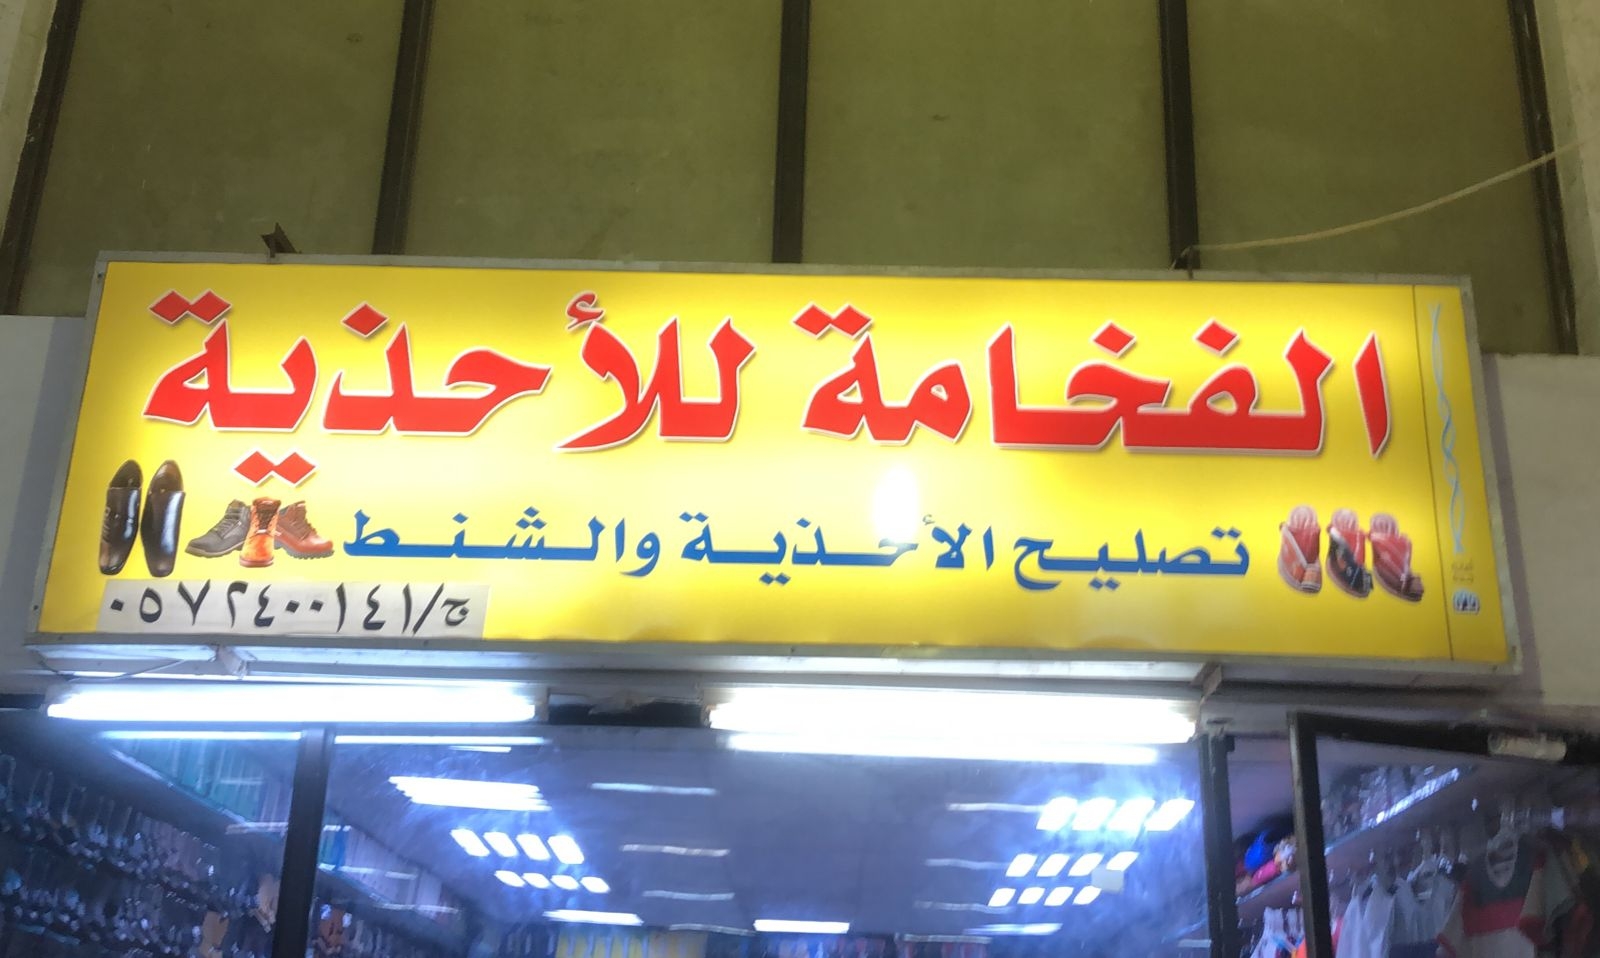 الفخامة للأحذية
تصليح الأحذية والشنط
ج/٠٥٧٢٤٠٠١٤١